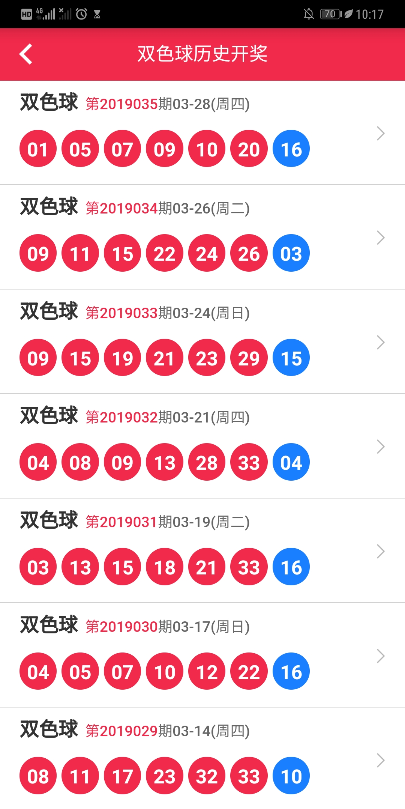 HD 4G 70 10:17
双色球历史开奖
双色球 第2019035期03-28(周四)
01 05 07 09 10 20 16
双色球 第2019034期03-26(周二)
09 11 15 22 24 26 03
双色球 第2019033期03-24(周日)
09 15 19 21 23 29 15
双色球 第2019032期03-21(周四)
04 08 09 13 28 33 04
双色球 第2019031期03-19(周二)
03 13 15 18 21 33 16
双色球 第2019030期03-17(周日)
04 05 07 10 12 22 16
双色球 第2019029期03-14(周四)
08 11 17 23 32 33 10